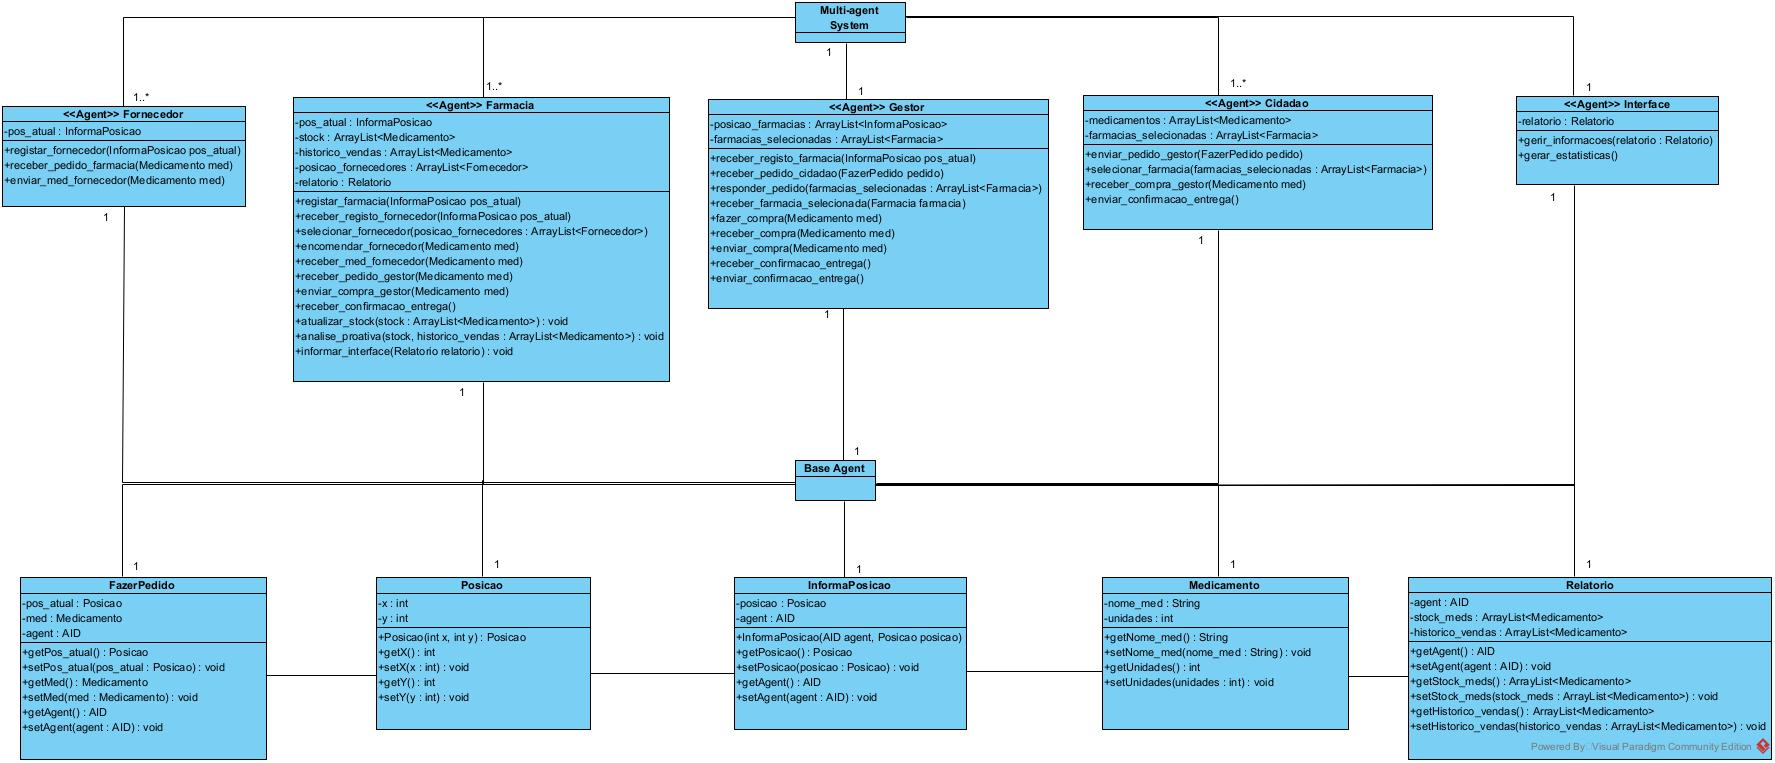 Multi-agent
System
1
1..*
1..*
1
1..*
1
<<Agent>> Fornecedor
-pos_atual : InformaPosicao
+registar_fornecedor(InformaPosicao pos_atual)
+receber_pedido_farmacia(Medicamento med)
+enviar_med_fornecedor(Medicamento med)
1
<<Agent>> Farmacia
-pos_atual : InformaPosicao
-stock : ArrayList<Medicamento>
-historico_vendas : ArrayList<Medicamento>
-posicao_fornecedores : ArrayList<Fornecedor>
-relatorio : Relatorio
+registar_farmacia(InformaPosicao pos_atual)
+receber_registo_fornecedor(InformaPosicao pos_atual)
+selecionar_fornecedor(posicao_fornecedores : ArrayList<Fornecedor>)
+encomendar_fornecedor(Medicamento med)
+receber_med_fornecedor(Medicamento med)
+receber_pedido_gestor(Medicamento med)
+enviar_compra_gestor(Medicamento med)
+receber_confirmacao_entrega()
+atualizar_stock(stock : ArrayList<Medicamento>) : void
+analise_proativa(stock, historico_vendas : ArrayList<Medicamento>) : void
+informar_interface(Relatorio relatorio) : void
1
<<Agent>> Gestor
-posicao_farmacias : ArrayList<InformaPosicao>
-farmacias_selecionadas : ArrayList<Farmacia>
+receber_registo_farmacia(InformaPosicao pos_atual)
+receber_pedido_cidadao(FazerPedido pedido)
+responder_pedido(farmacias_selecionadas : ArrayList<Farmacia>)
+receber_farmacia_selecionada(Farmacia farmacia)
+fazer_compra(Medicamento med)
+receber_compra(Medicamento med)
+enviar_compra(Medicamento med)
+receber_confirmacao_entrega()
+enviar_confirmacao_entrega()
1
<<Agent>> Cidadao
-medicamentos : ArrayList<Medicamento>
-farmacias_selecionadas : ArrayList<Farmacia>
+enviar_pedido_gestor(FazerPedido pedido)
+selecionar_farmacia(farmacias_selecionadas : ArrayList<Farmacia>)
+receber_compra_gestor(Medicamento med)
+enviar_confirmacao_entrega()
1
<<Agent>> Interface
-relatorio : Relatorio
+gerir_informacoes(relatorio : Relatorio)
+gerar_estatisticas()
1
1
Base Agent
1
1
1
1
1
FazerPedido
-pos_atual : Posicao
-med : Medicamento
-agent : AID
+getPos_atual() : Posicao
+setPos_atual(pos_atual : Posicao) : void
+getMed() : Medicamento
+setMed(med : Medicamento) : void
+getAgent() : AID
+setAgent(agent : AID) : void
Posicao
-x : int
-y : int
+Posicao(int x, int y) : Posicao
+getX() : int
+setX(x : int) : void
+getY() : int
+setY(y : int) : void
InformaPosicao
-posicao : Posicao
-agent : AID
+InformaPosicao(AID agent, Posicao posicao)
+getPosicao() : Posicao
+setPosicao(posicao : Posicao) : void
+getAgent() : AID
+setAgent(agent : AID) : void
Medicamento
-nome_med : String
-unidades : int
+getNome_med() : String
+setNome_med(nome_med : String) : void
+getUnidades() : int
+setUnidades(unidades : int) : void
Relatorio
-agent : AID
-stock_meds : ArrayList<Medicamento>
-historico_vendas : ArrayList<Medicamento>
+getAgent() : AID
+setAgent(agent : AID) : void
+getStock_meds() : ArrayList<Medicamento>
+setStock_meds(stock_meds : ArrayList<Medicamento>) : void
+getHistorico_vendas() : ArrayList<Medicamento>
+setHistorico_vendas(historico_vendas : ArrayList<Medicamento>) : void
Powered By Visual Paradigm Community Edition